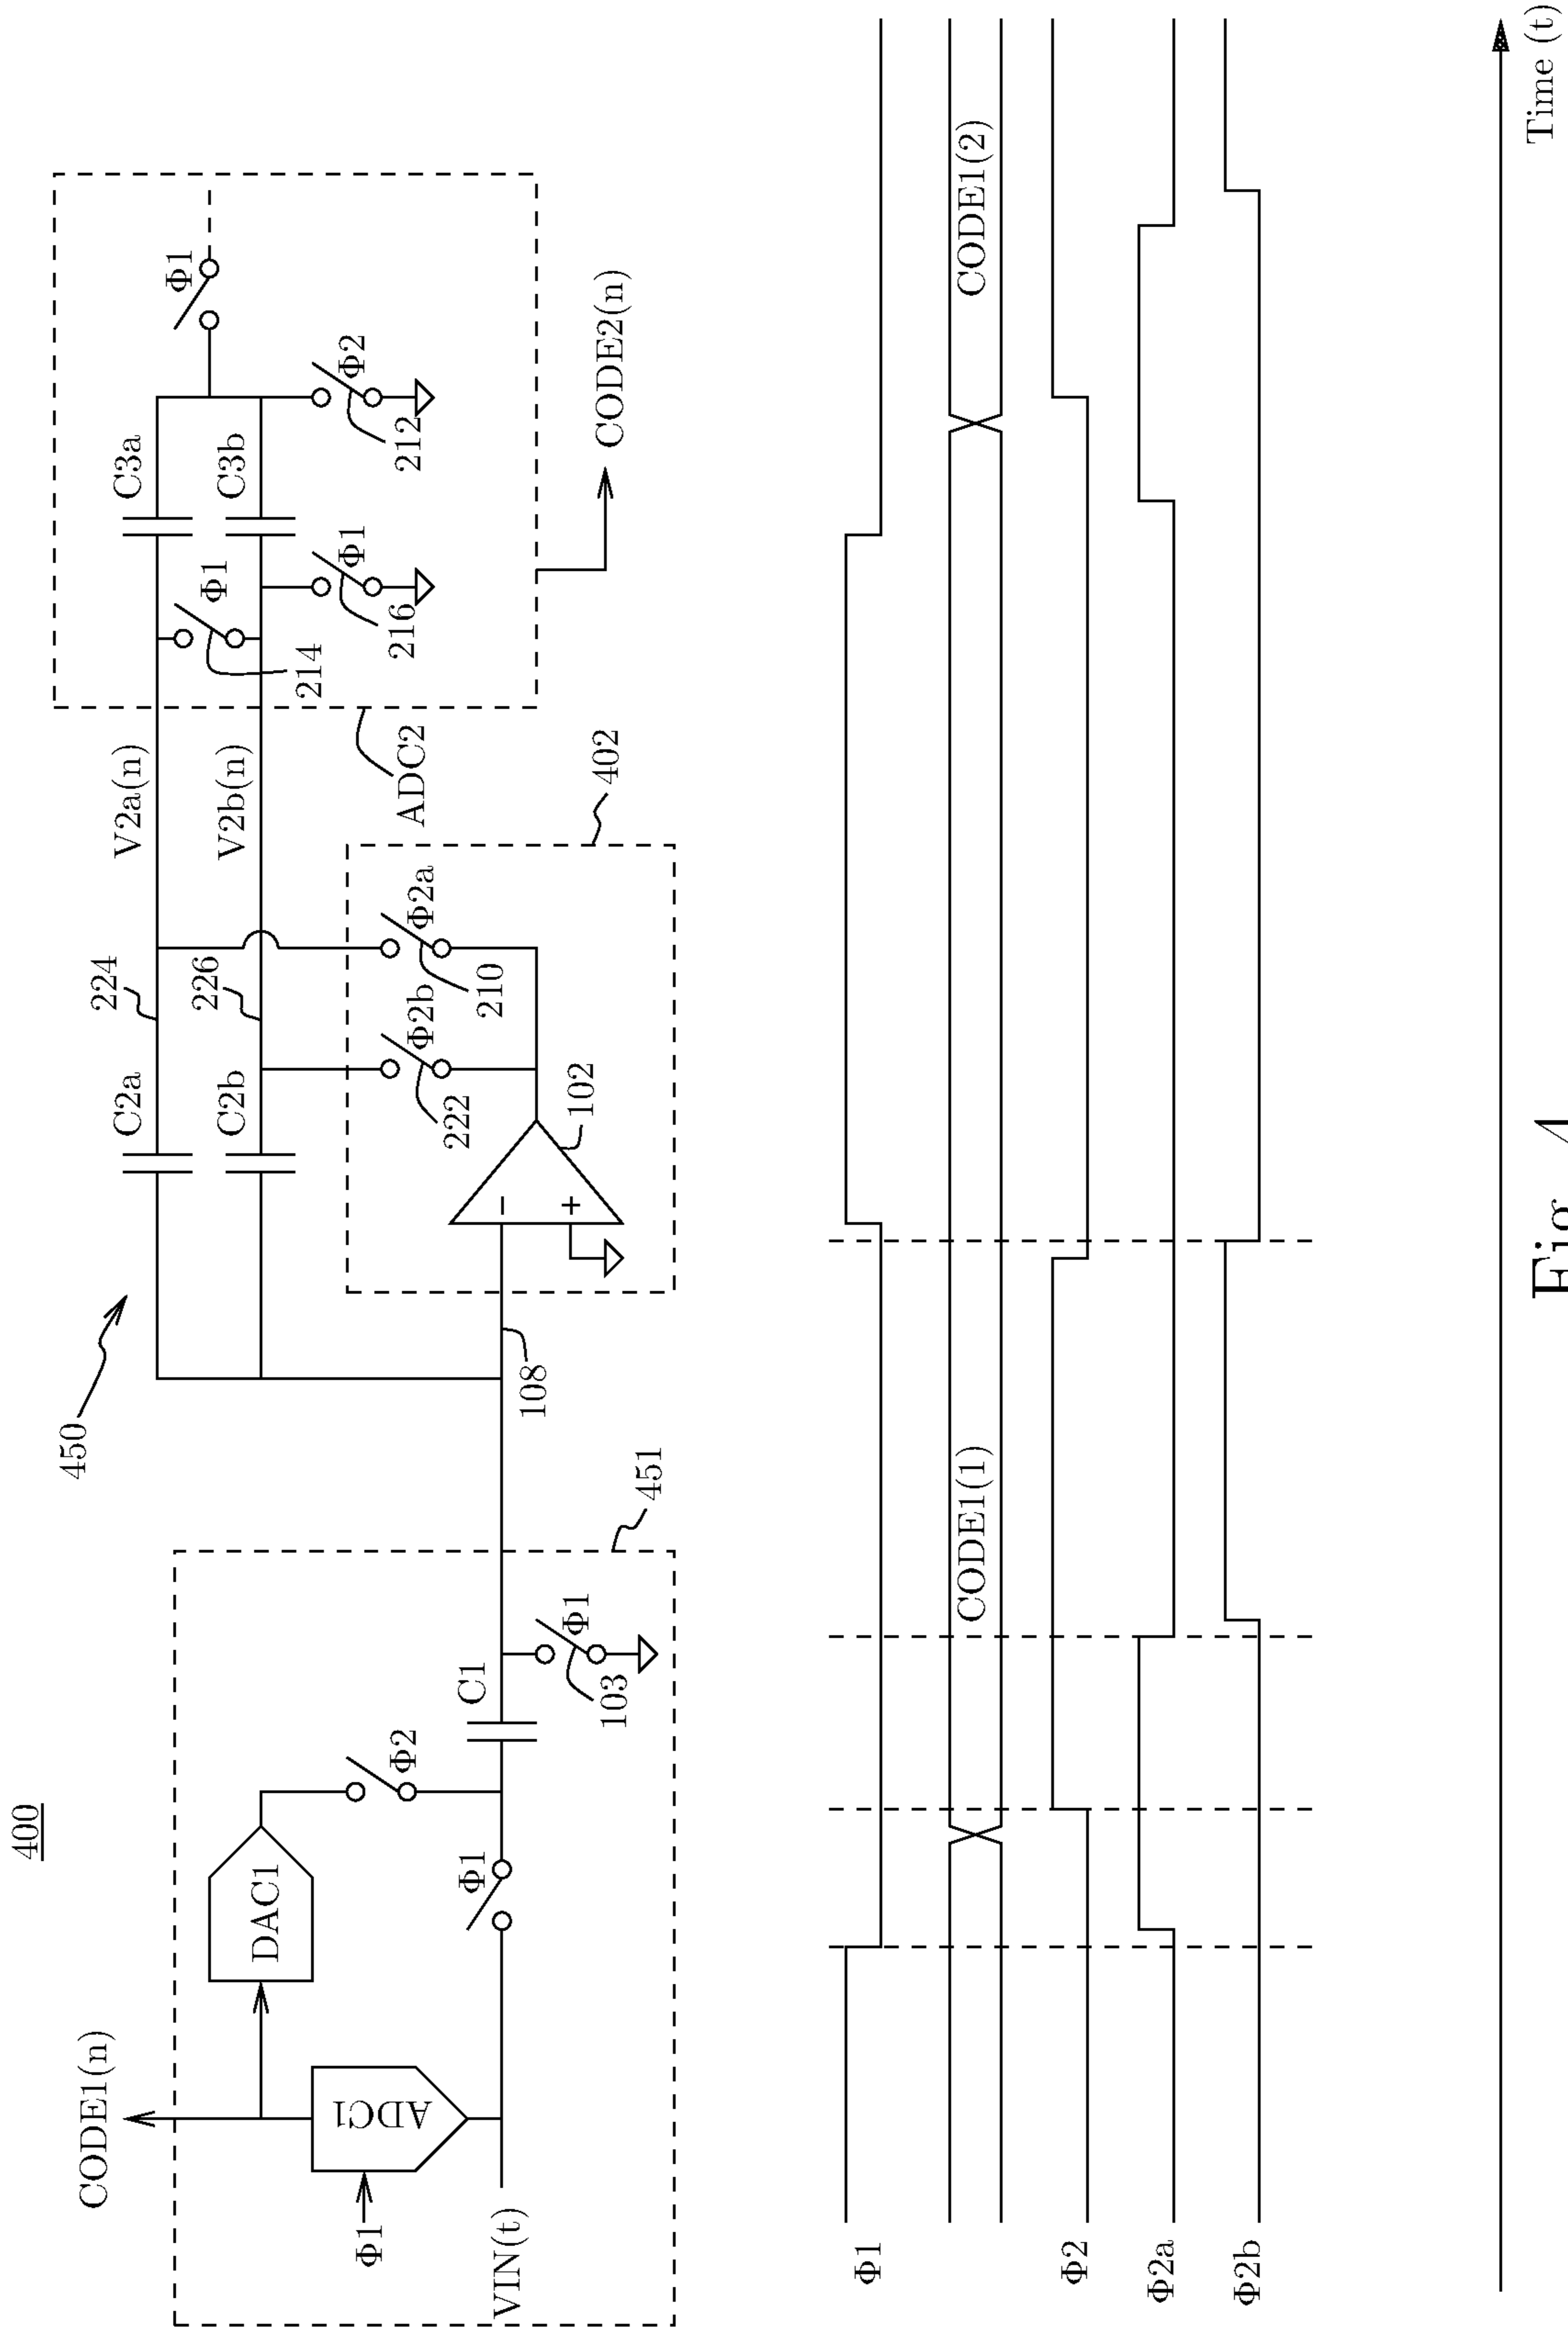 400
CODE1(n)
Φ1
ADC1
DAC1
VIN(t)
Φ1
Φ2
C1
Φ1
103
451
450
108
C2a
C2b
224
226
V2a(n)
V2b(n)
Φ2b
222
Φ2a
210
−
+
102
402
ADC2
214
Φ1
216
Φ1
C3a
C3b
212
Φ2
Φ1
CODE2(n)
Φ1
CODE1(1)
CODE1(2)
Φ2
Φ2a
Φ2b
Time (t)